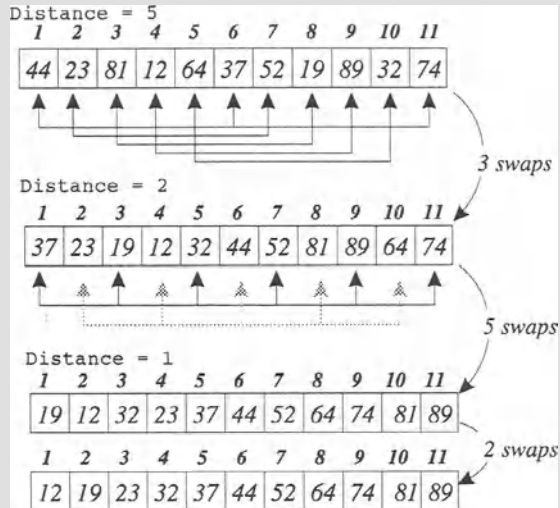 Distance = 5
1 2 3 4 5 6 7 8 9 10 11
44 23 81 12 64 37 52 19 89 32 74
3 swaps
Distance = 2
1 2 3 4 5 6 7 8 9 10 11
37 23 19 12 32 44 52 81 89 64 74
5 swaps
Distance = 1
1 2 3 4 5 6 7 8 9 10 11
19 12 32 23 37 44 52 64 74 81 89
2 swaps
1 2 3 4 5 6 7 8 9 10 11
12 19 23 32 37 44 52 64 74 81 89